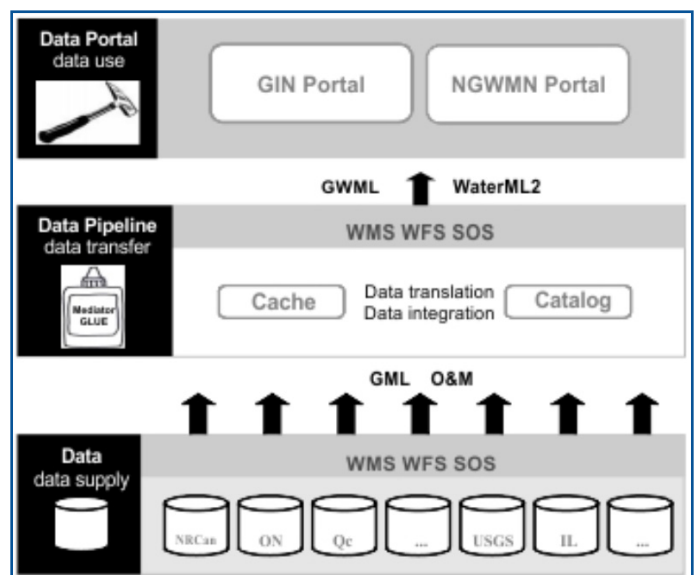 Data Portal
data use
GIN Portal
NGWMN Portal
GWML
WaterML2
Data Pipeline
data transfer
Mediator
GLUE
WMS WFS SOS
Cache
Data translation
Data integration
Catalog
GML O&M
Data
data supply
WMS WFS SOS
NRCan
ON
Qc
...
USGS
IL
...